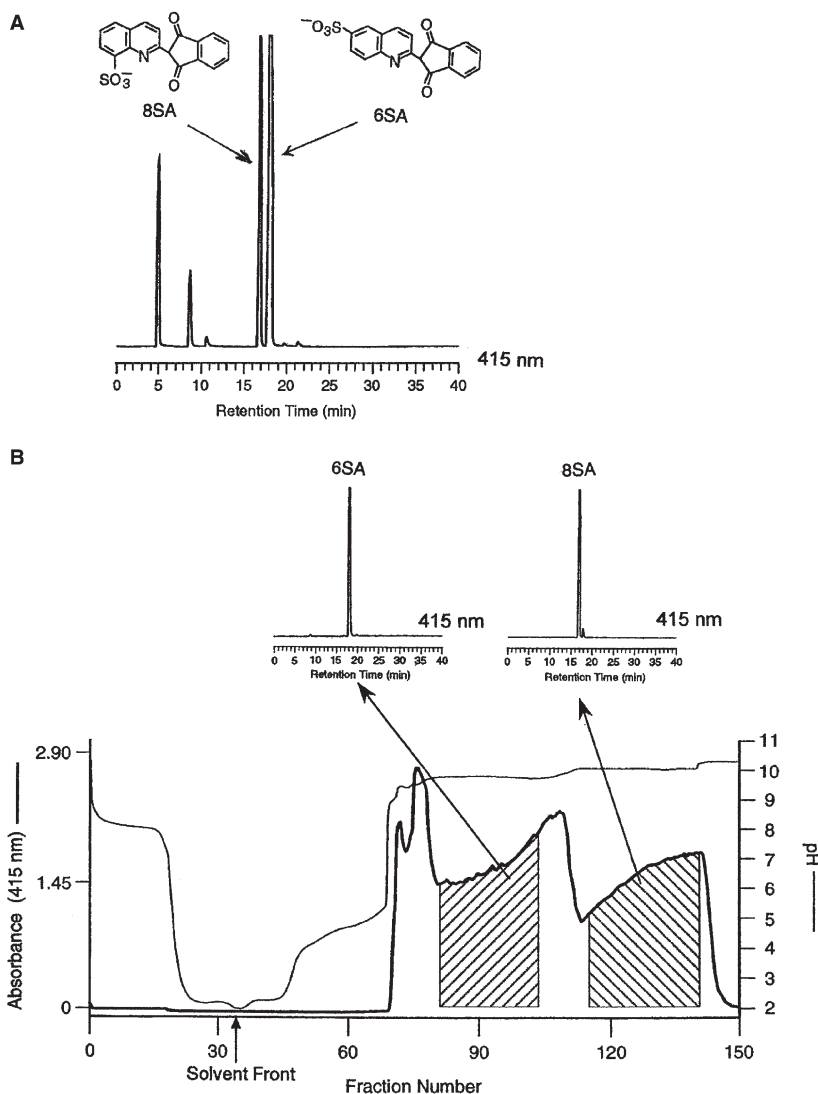 A
O
N
O
SO3−
8SA
−O3S
O
N
O
6SA
415 nm
0 5 10 15 20 25 30 35 40
Retention Time (min)
B
6SA
8SA
415 nm
415 nm
0 5 10 15 20 25 30 35 40
Retention Time (min)
0 5 10 15 20 25 30 35 40
Retention Time (min)
Absorbance (415 nm)
2.90
1.45
0
11
10
9
8
7
6
5
4
3
2
pH
0 30 60 90 120 150
Solvent Front
Fraction Number